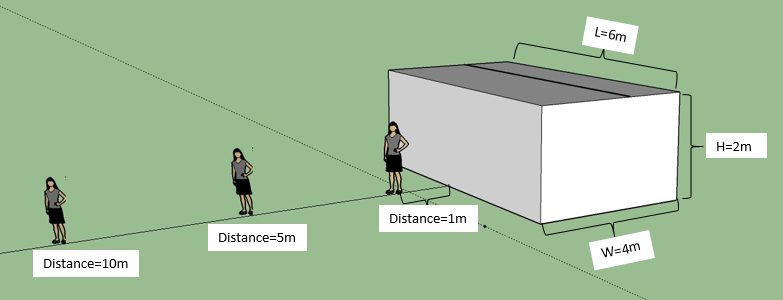 L=6m
H=2m
Distance=1m
Distance=5m
W=4m
Distance=10m